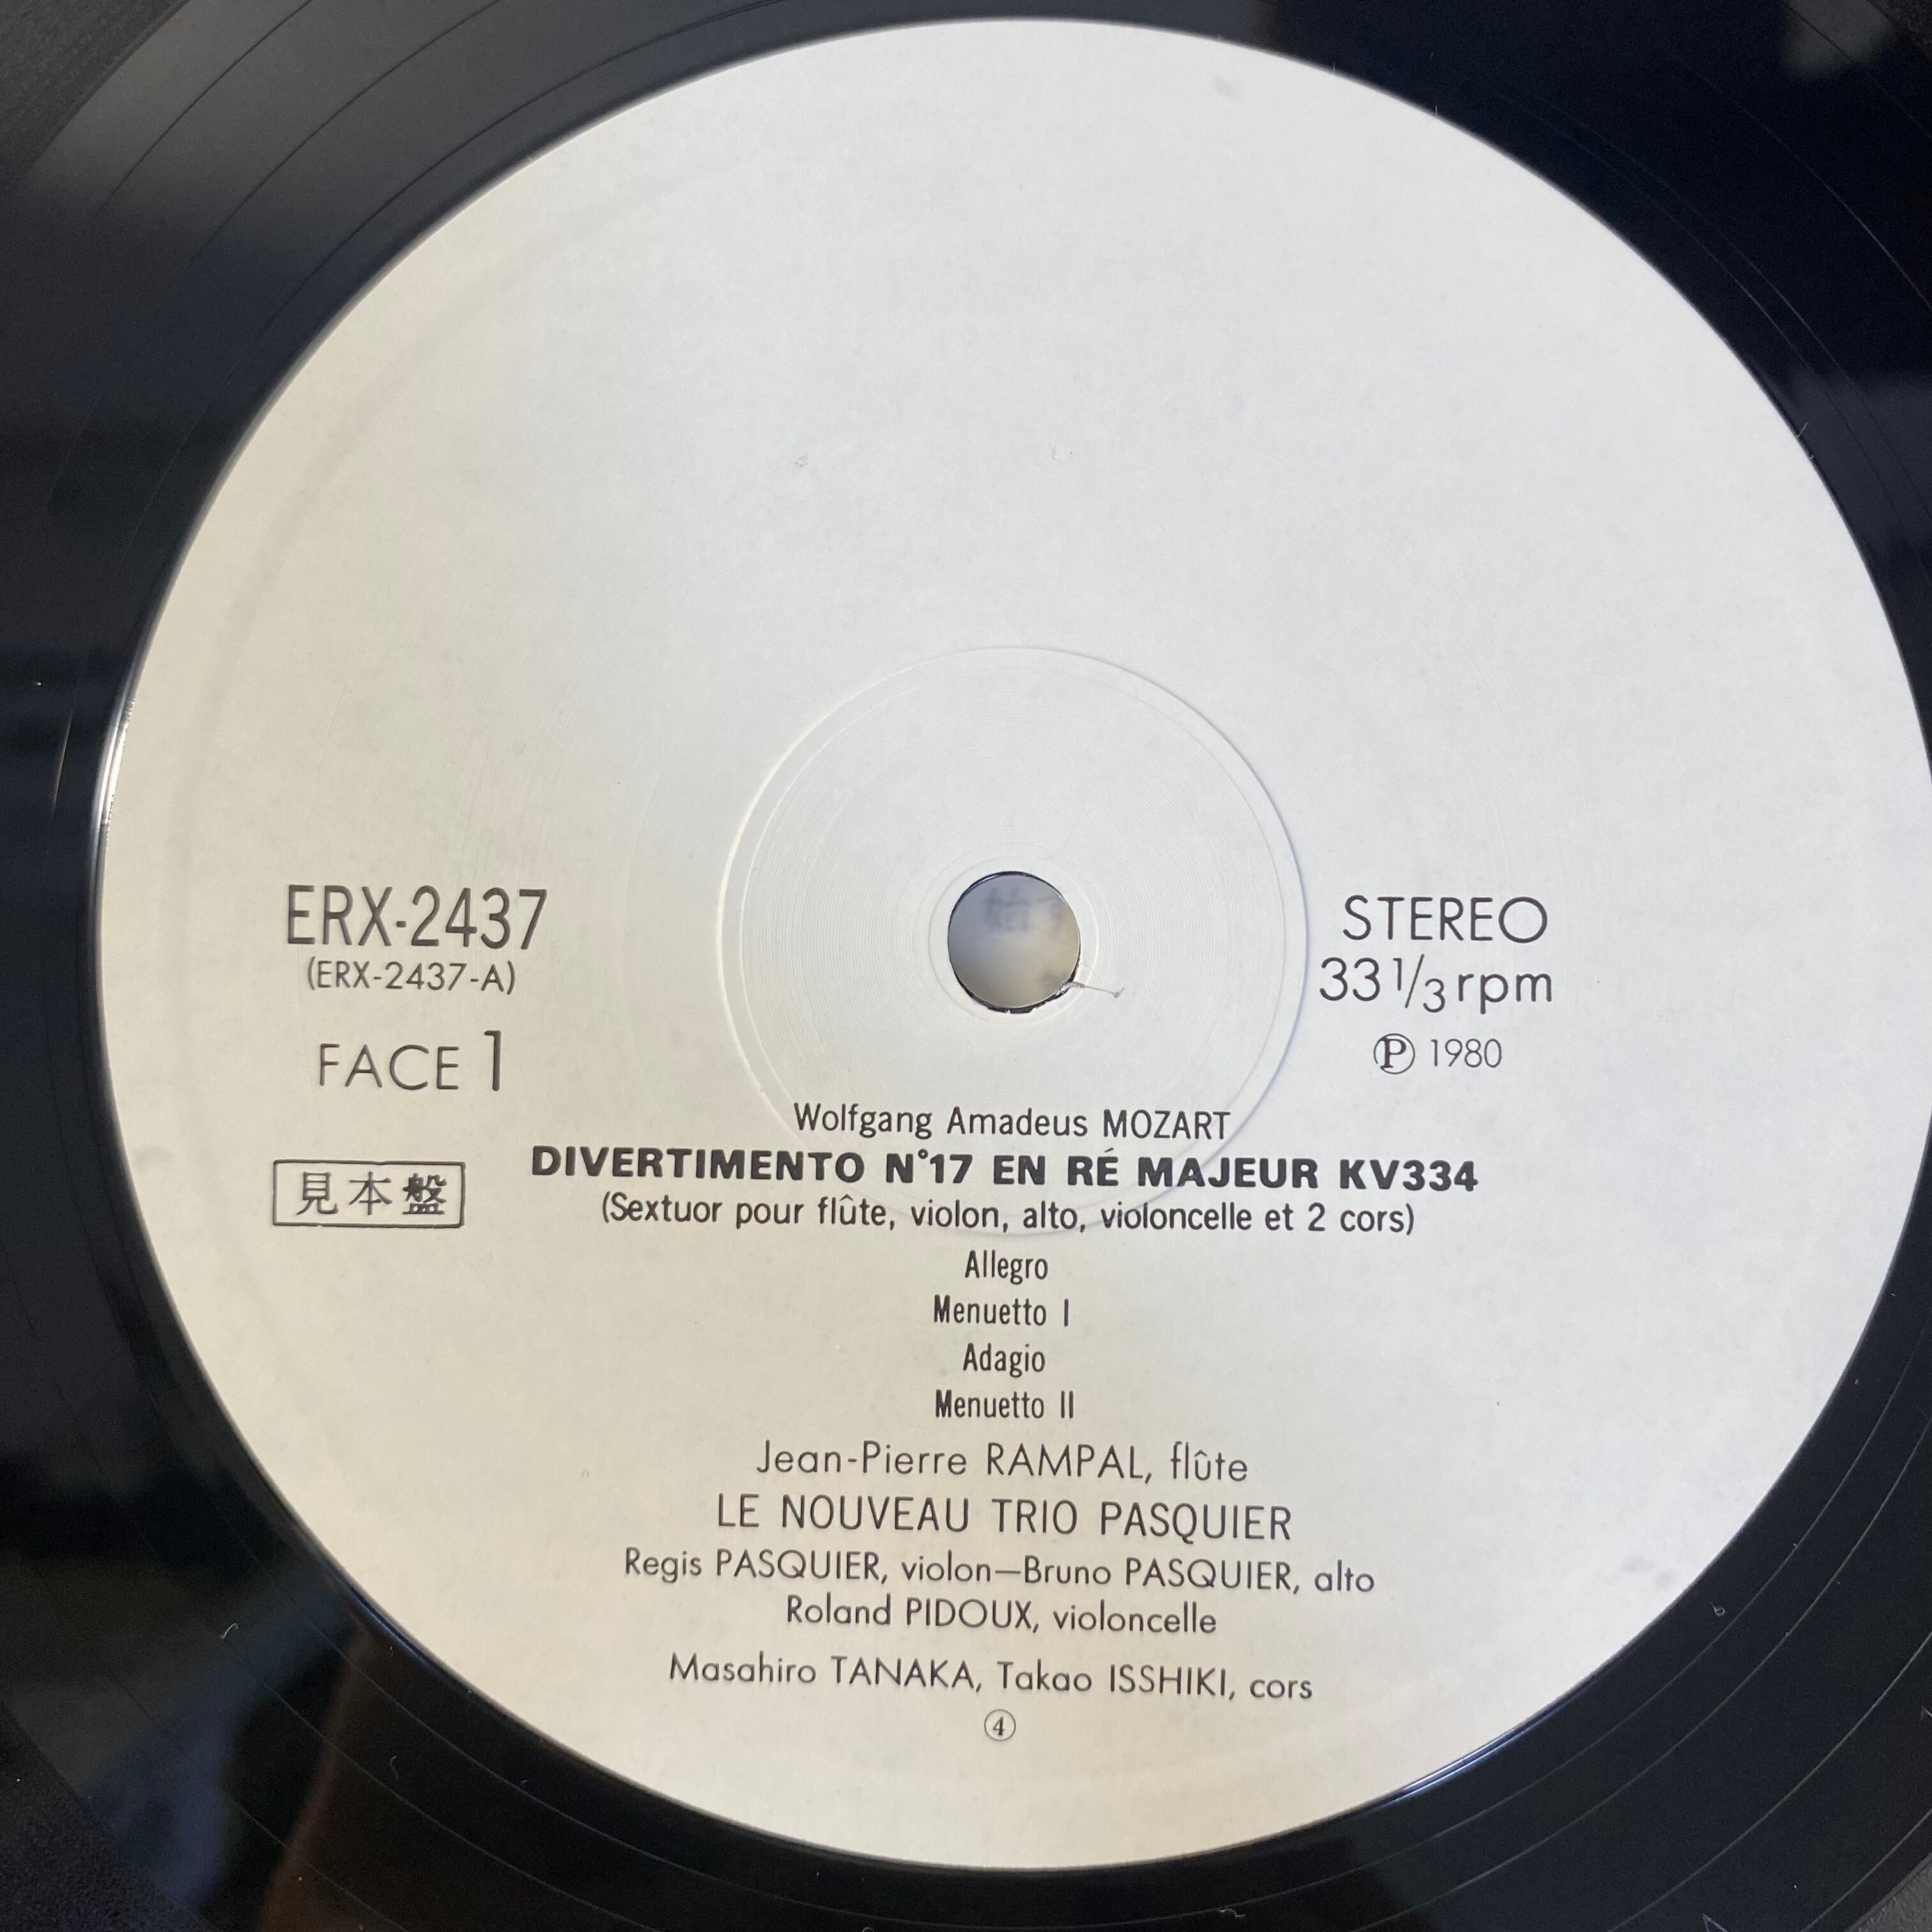 ERX-2437
(ERX-2437-A)
FACE 1
見本盤
STEREO
33 1/3 rpm
Ⓟ 1980
Wolfgang Amadeus MOZART
DIVERTIMENTO N°17 EN RÉ MAJEUR KV334
(Sextuor pour flûte, violon, alto, violoncelle et 2 cors)
Allegro
Menuetto I
Adagio
Menuetto II
Jean-Pierre RAMPAL, flûte
LE NOUVEAU TRIO PASQUIER
Regis PASQUIER, violon—Bruno PASQUIER, alto
Roland PIDOUX, violoncelle
Masahiro TANAKA, Takao ISSHIKI, cors
④